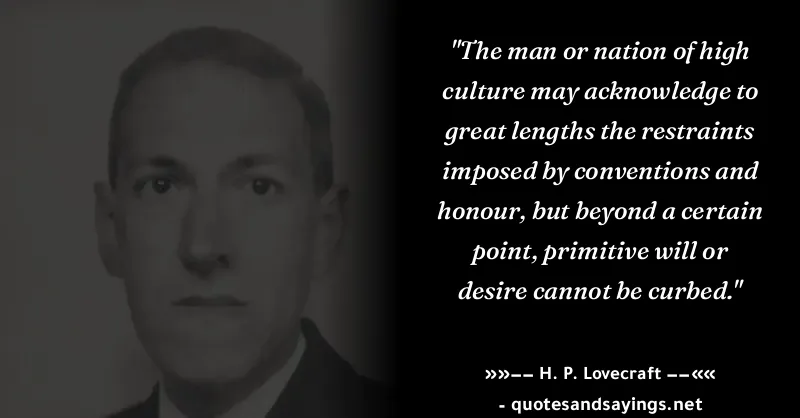 "The man or nation of high
culture may acknowledge to
great lengths the restraints
imposed by conventions and
honour, but beyond a certain
point, primitive will or
desire cannot be curbed."
»»−− H. P. Lovecraft −−««
- quotesandsayings.net